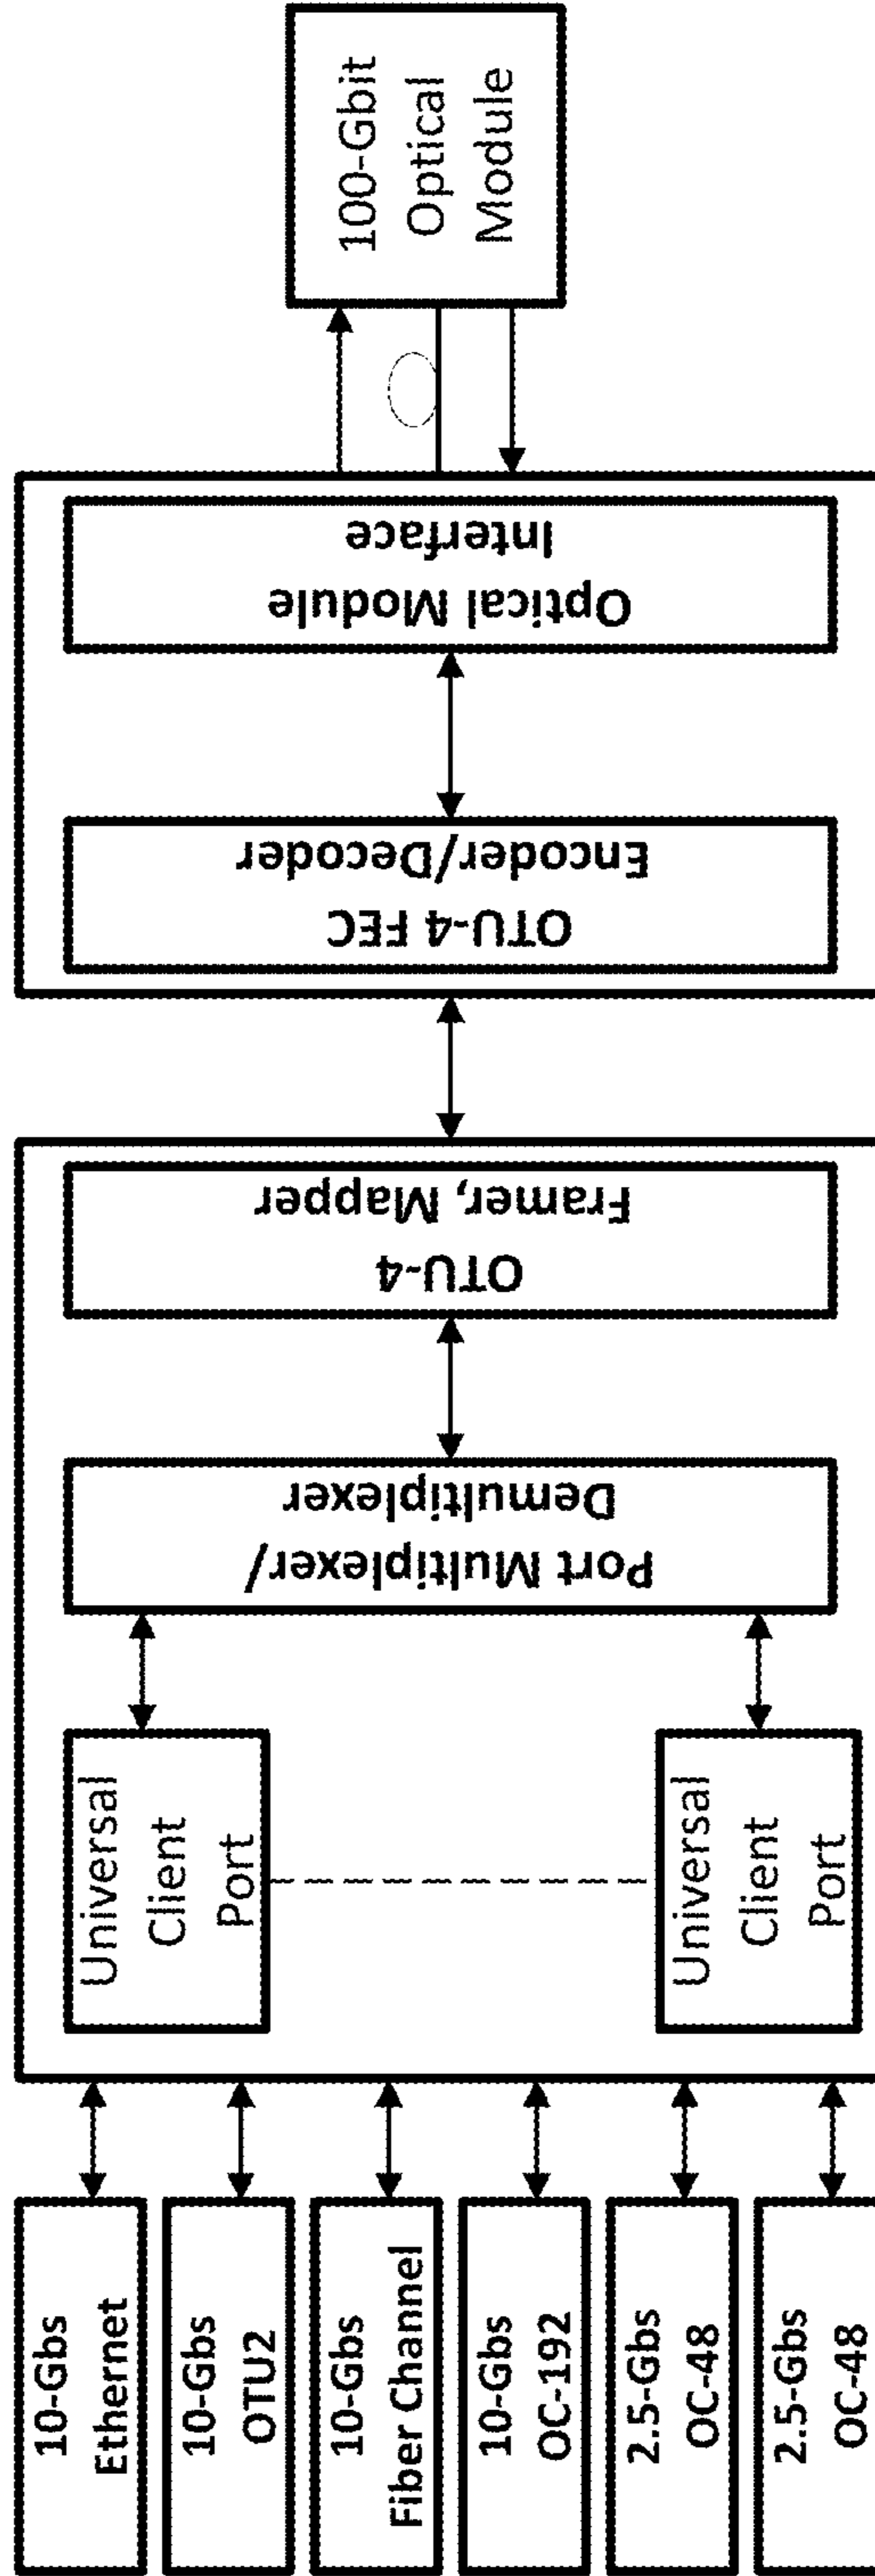 10-Gbs
Ethernet
10-Gbs
OTU2
10-Gbs
Fiber Channel
10-Gbs
OC-192
2.5-Gbs
OC-48
2.5-Gbs
OC-48
Universal
Client
Port
Universal
Client
Port
Port Multiplexer/
Demultiplexer
OTU-4
Framer, Mapper
OTU-4 FEC
Encoder/Decoder
Optical Module
Interface
100-Gbit
Optical
Module